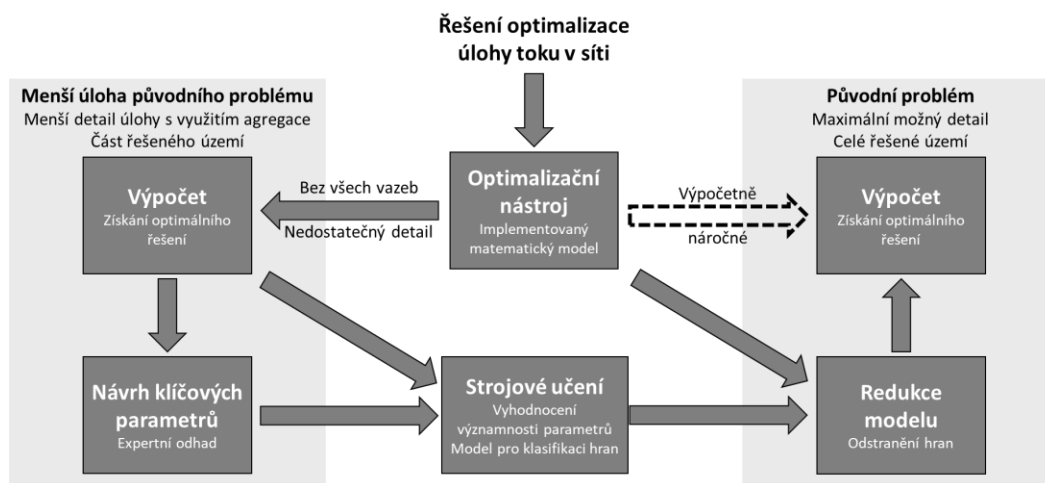 Řešení optimalizace
úlohy toku v síti
Menší úloha původního problému
Menší detail úlohy s využitím agregace
Část řešeného území
Výpočet
Získání optimálního
řešení
Bez všech vazeb
Nedostatečný detail
Optimalizační
nástroj
Implementovaný
matematický model
Výpočetně
náročné
Původní problém
Maximální možný detail
Celé řešené území
Výpočet
Získání optimálního
řešení
Návrh klíčových
parametrů
Expertní odhad
Strojové učení
Vyhodnocení
významnosti parametrů
Model pro klasifikaci hran
Redukce
modelu
Odstranění hran